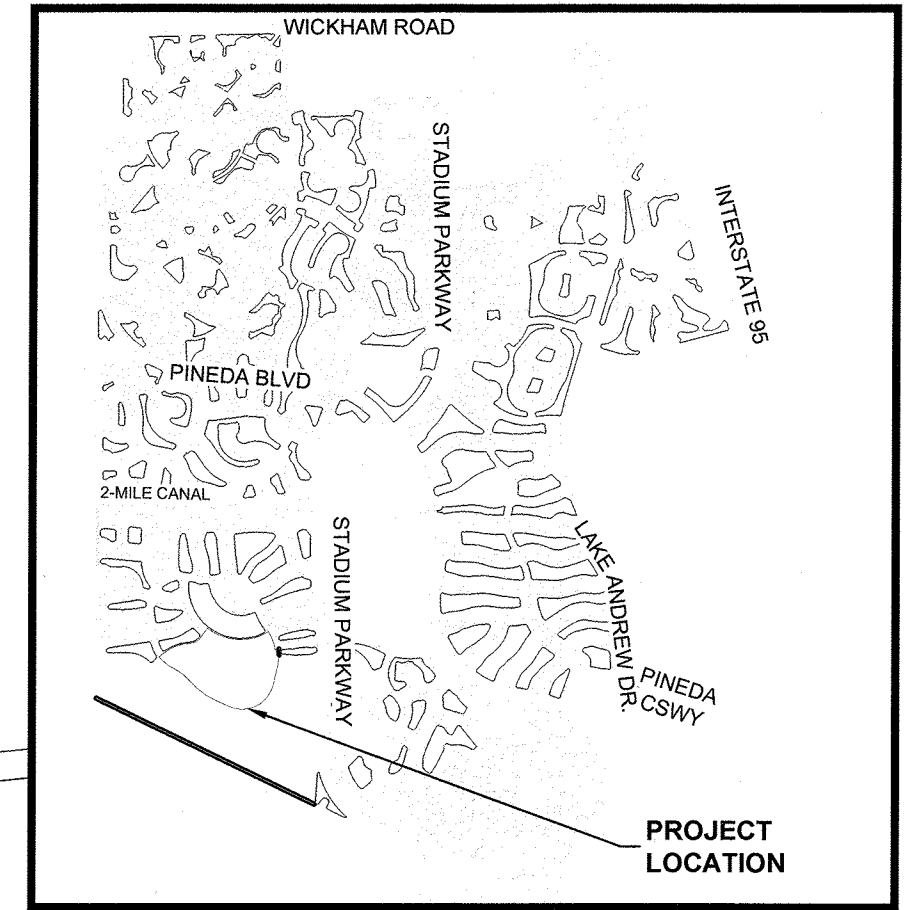 WICKHAM ROAD
STADIUM PARKWAY
INTERSTATE 95
PINEDA BLVD
2-MILE CANAL
STADIUM PARKWAY
LAKE ANDREW DR.
PINEDA
CSWY
PROJECT
LOCATION